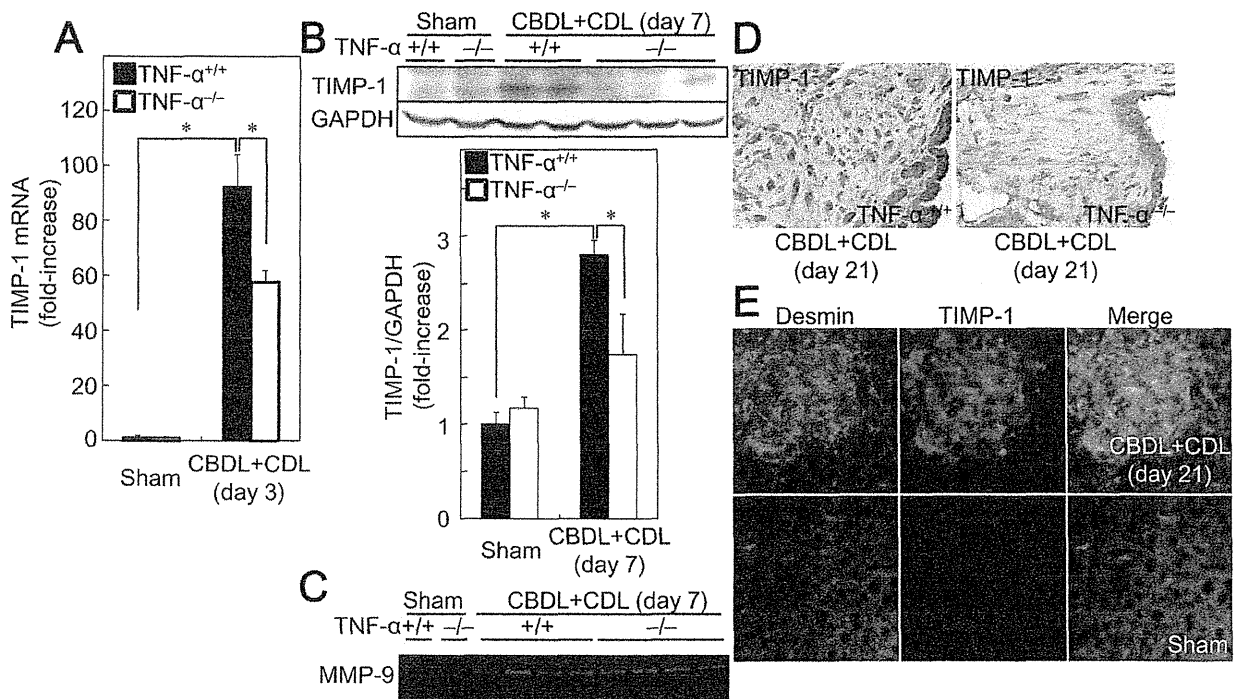 A
TNF-α+/+
TNF-α−/−
TIMP-1 mRNA
(fold-increase)
120
100
80
60
40
20
0
*
*
Sham
CBDL+CDL
(day 3)
B
Sham CBDL+CDL (day 7)
TNF-α +/+ −/− +/+ −/−
TIMP-1
GAPDH
TNF-α+/+
TNF-α−/−
TIMP-1/GAPDH
(fold-increase)
3
2
1
0
*
*
Sham
CBDL+CDL
(day 7)
C
Sham CBDL+CDL (day 7)
TNF-α +/+ −/− +/+ −/−
MMP-9
D
TIMP-1
TNF-α+/+
CBDL+CDL
(day 21)
TIMP-1
TNF-α−/−
CBDL+CDL
(day 21)
E
Desmin TIMP-1 Merge
CBDL+CDL
(day 21)
Sham